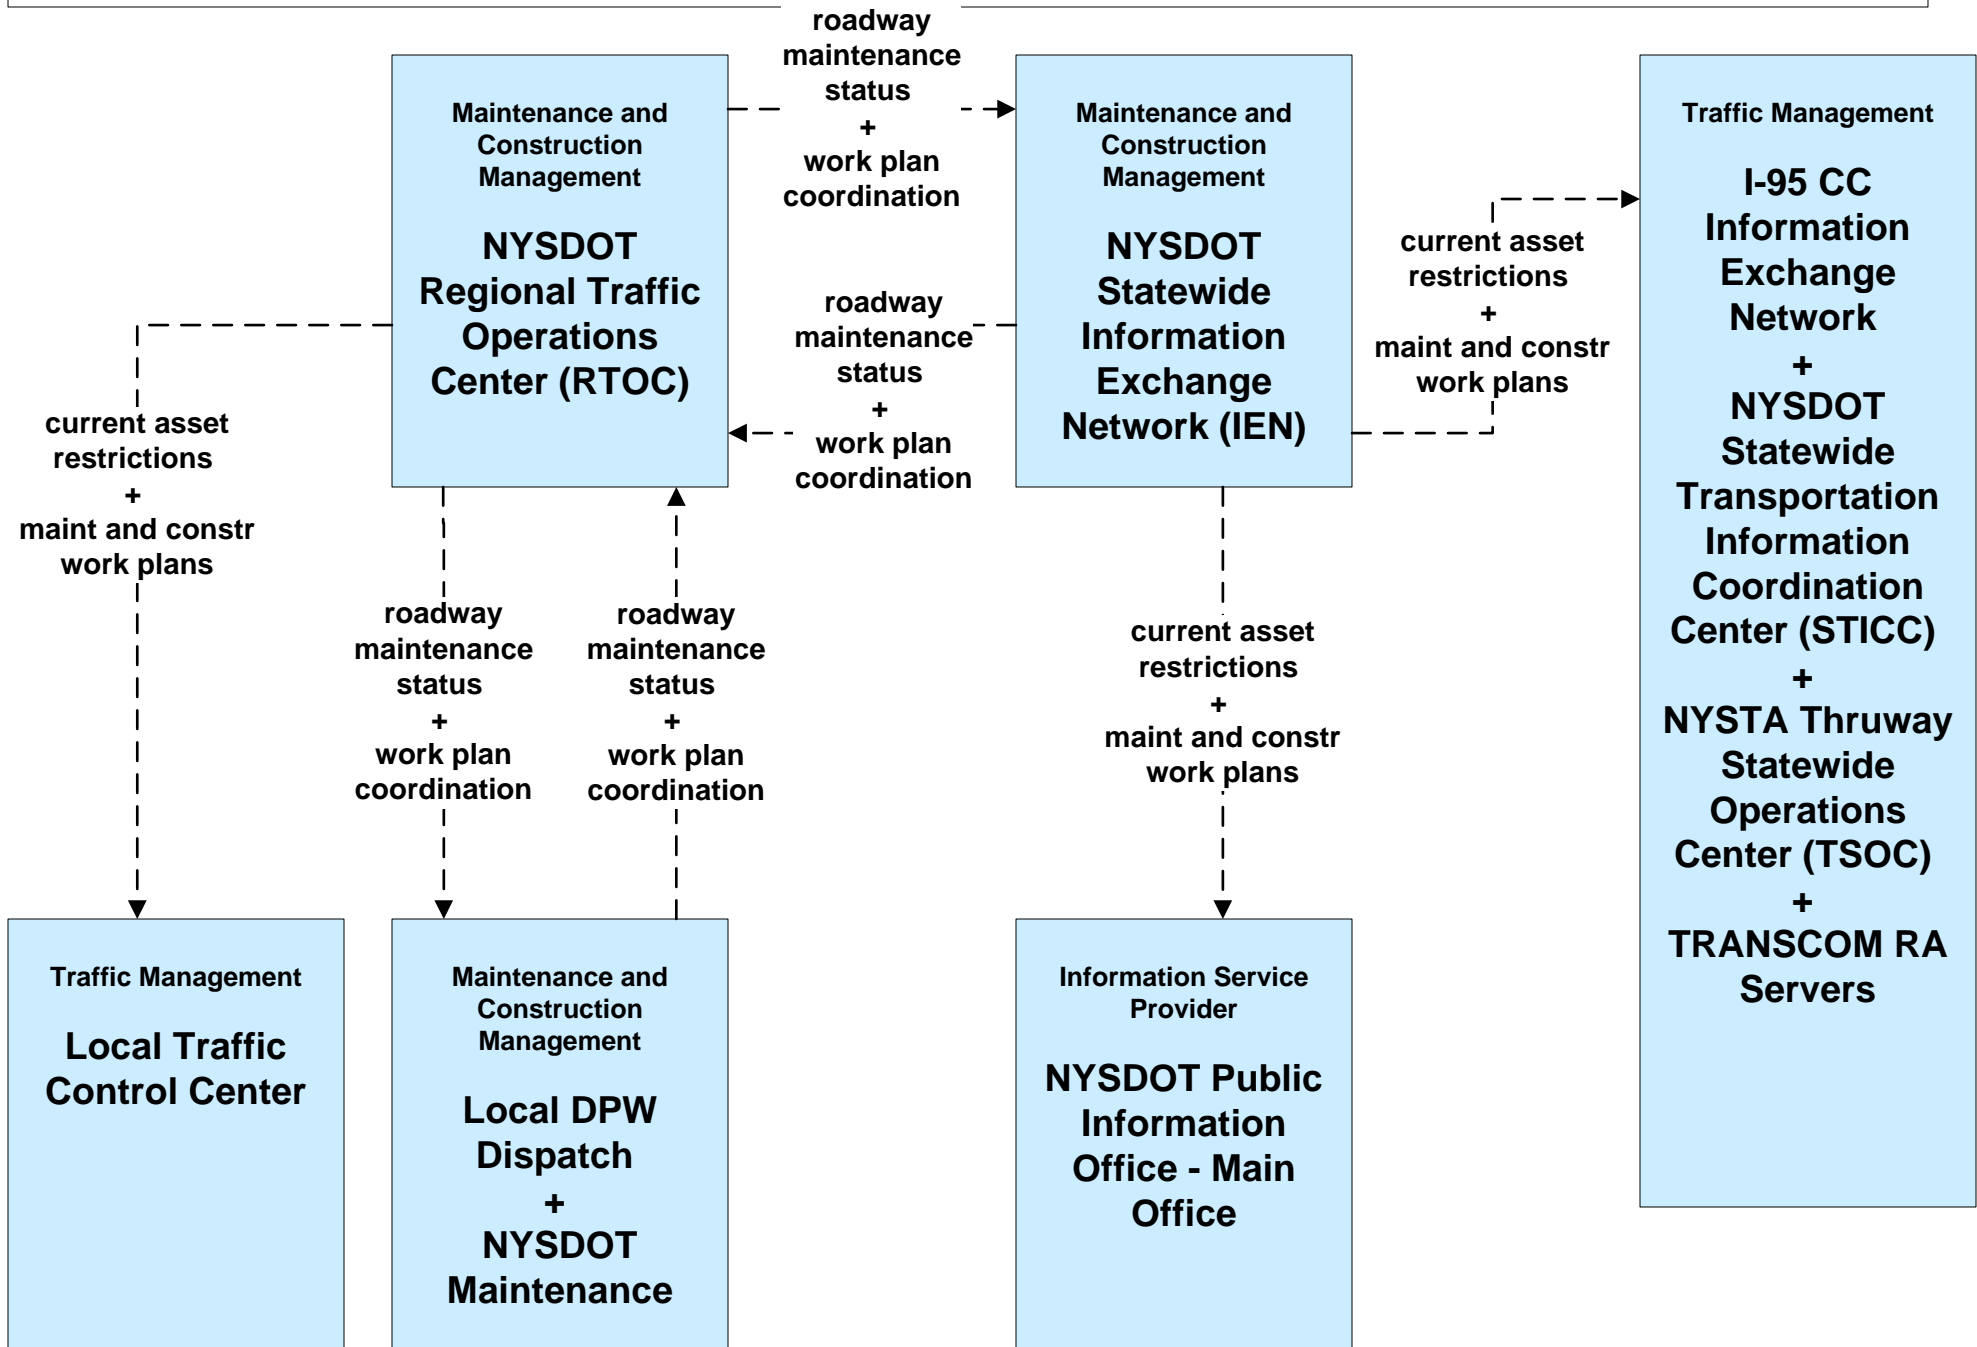 roadway
maintenance
status
+
work plan
coordination
Maintenance and
Construction
Management
NYSDOT
Regional Traffic
Operations
Center (RTOC)
Maintenance and
Construction
Management
NYSDOT
Statewide
Information
Exchange
Network (IEN)
Traffic Management
I-95 CC
Information
Exchange
Network
+
NYSDOT
Statewide
Transportation
Information
Coordination
Center (STICC)
+
NYSTA Thruway
Statewide
Operations
Center (TSOC)
+
TRANSCOM RA
Servers
current asset
restrictions
+
maint and constr
work plans
roadway
maintenance
status
+
work plan
coordination
current asset
restrictions
+
maint and constr
work plans
roadway
maintenance
status
+
work plan
coordination
roadway
maintenance
status
+
work plan
coordination
current asset
restrictions
+
maint and constr
work plans
Traffic Management
Local Traffic
Control Center
Maintenance and
Construction
Management
Local DPW
Dispatch
+
NYSDOT
Maintenance
Information Service
Provider
NYSDOT Public
Information
Office - Main
Office